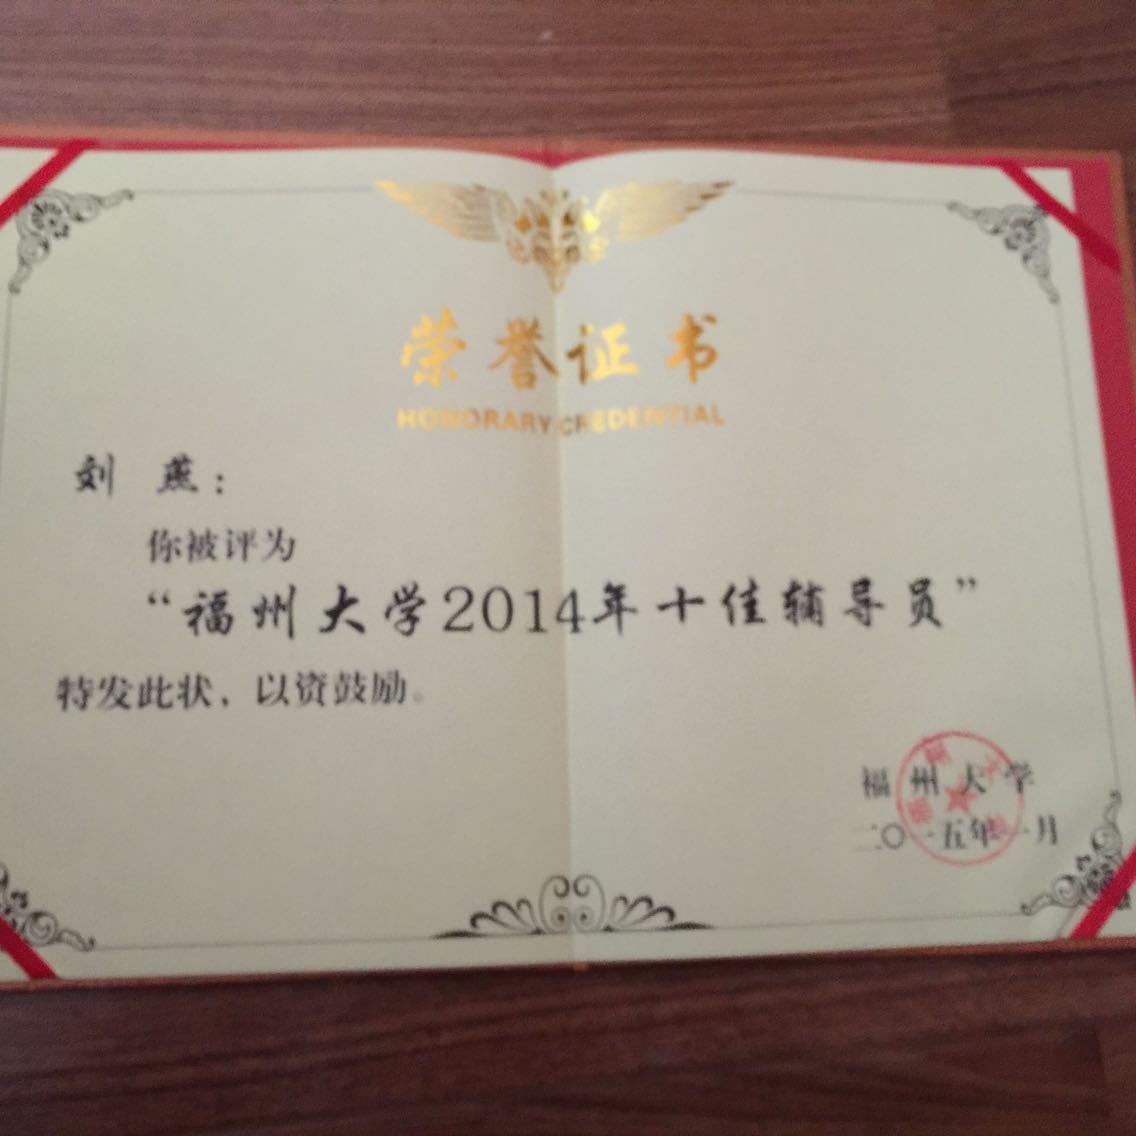 荣誉证书
HONORARY CREDENTIAL
刘 燕：
你被评为
“福州大学2014年十佳辅导员”
特发此状，以资鼓励。
福州大学
二〇一五年一月